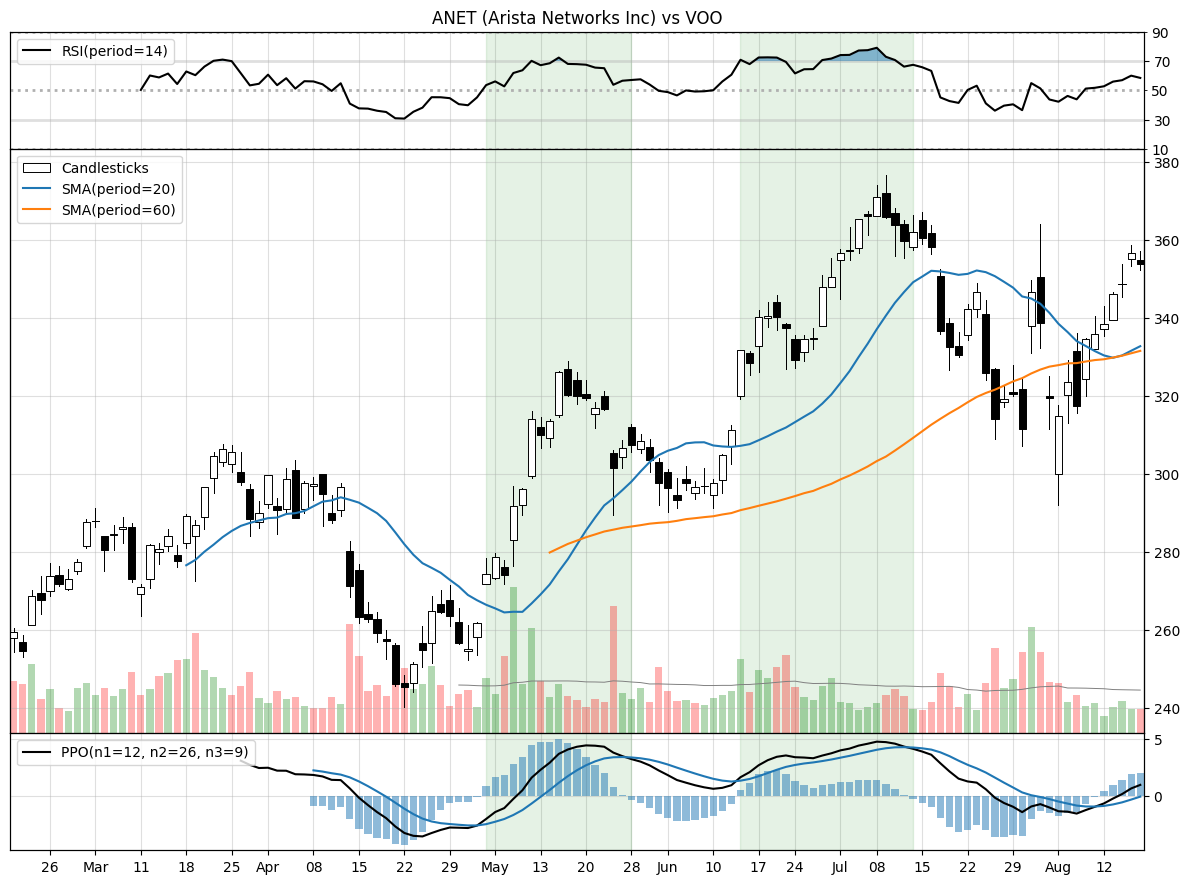 ANET (Arista Networks Inc) vs VOO
RSI(period=14)
90
70
50
30
10
Candlesticks
SMA(period=20)
SMA(period=60)
380
360
340
320
300
280
260
240
PPO(n1=12, n2=26, n3=9)
5
0
26 Mar 11 18 25 Apr 08 15 22 29 May 13 20 28 Jun 10 17 24 Jul 08 15 22 29 Aug 12